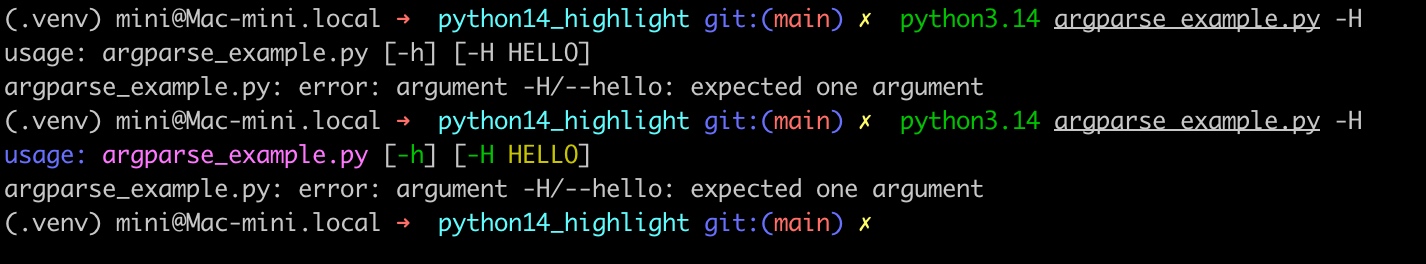 (.venv) mini@Mac-mini.local → python14_highlight git:(main) ✗ python3.14 argparse_example.py -H
usage: argparse_example.py [-h] [-H HELLO]
argparse_example.py: error: argument -H/--hello: expected one argument
(.venv) mini@Mac-mini.local → python14_highlight git:(main) ✗ python3.14 argparse_example.py -H
usage: argparse_example.py [-h] [-H HELLO]
argparse_example.py: error: argument -H/--hello: expected one argument
(.venv) mini@Mac-mini.local → python14_highlight git:(main) ✗